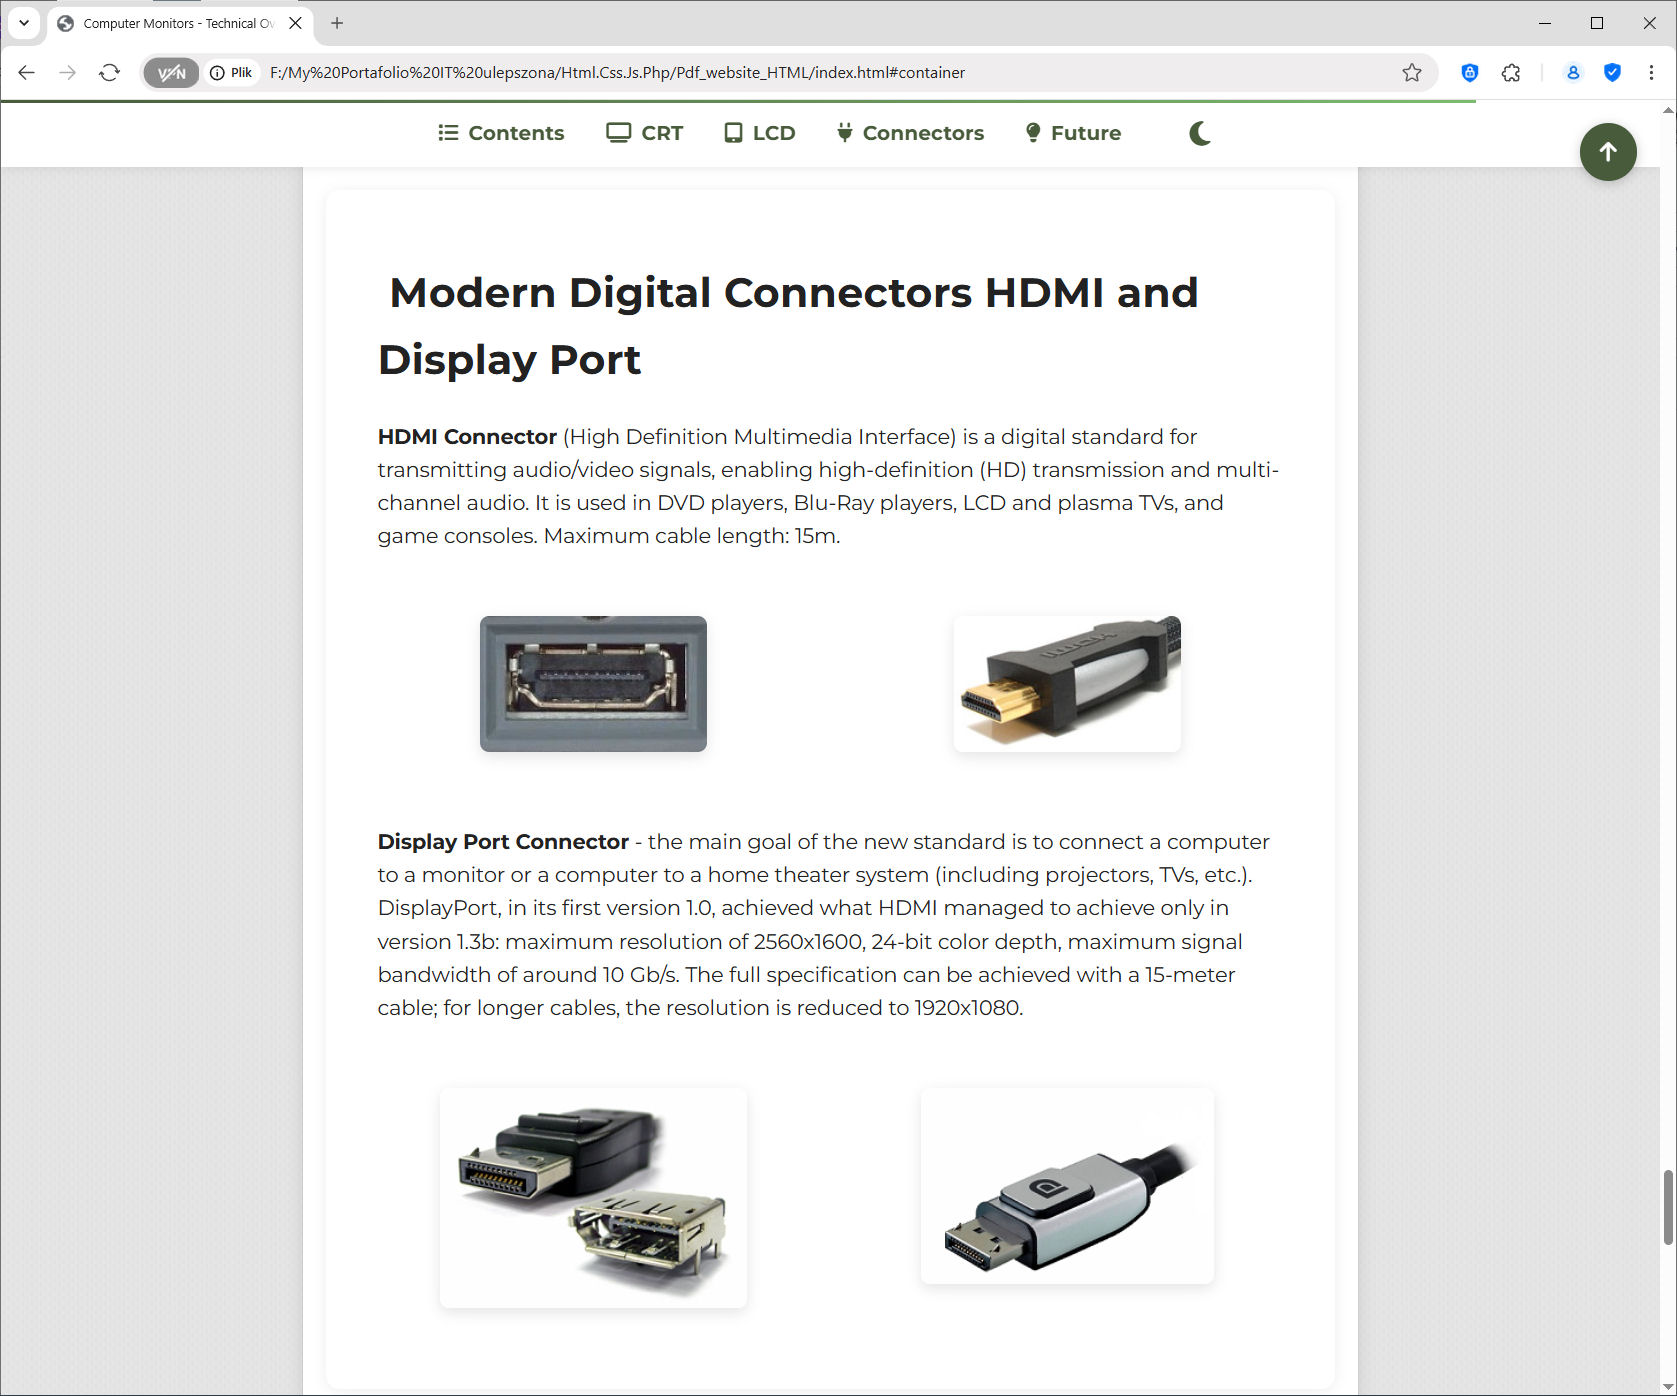 Computer Monitors - Technical Ov
VPN
Plik
F:/My%20Portafolio%20IT%20ulepszona/Html.Css.Js.Php/Pdf_website_HTML/index.html#container
Contents
CRT
LCD
Connectors
Future
Modern Digital Connectors HDMI and
Display Port
HDMI Connector (High Definition Multimedia Interface) is a digital standard for
transmitting audio/video signals, enabling high-definition (HD) transmission and multi-
channel audio. It is used in DVD players, Blu-Ray players, LCD and plasma TVs, and
game consoles. Maximum cable length: 15m.
HDMI
Display Port Connector - the main goal of the new standard is to connect a computer
to a monitor or a computer to a home theater system (including projectors, TVs, etc.).
DisplayPort, in its first version 1.0, achieved what HDMI managed to achieve only in
version 1.3b: maximum resolution of 2560x1600, 24-bit color depth, maximum signal
bandwidth of around 10 Gb/s. The full specification can be achieved with a 15-meter
cable; for longer cables, the resolution is reduced to 1920x1080.